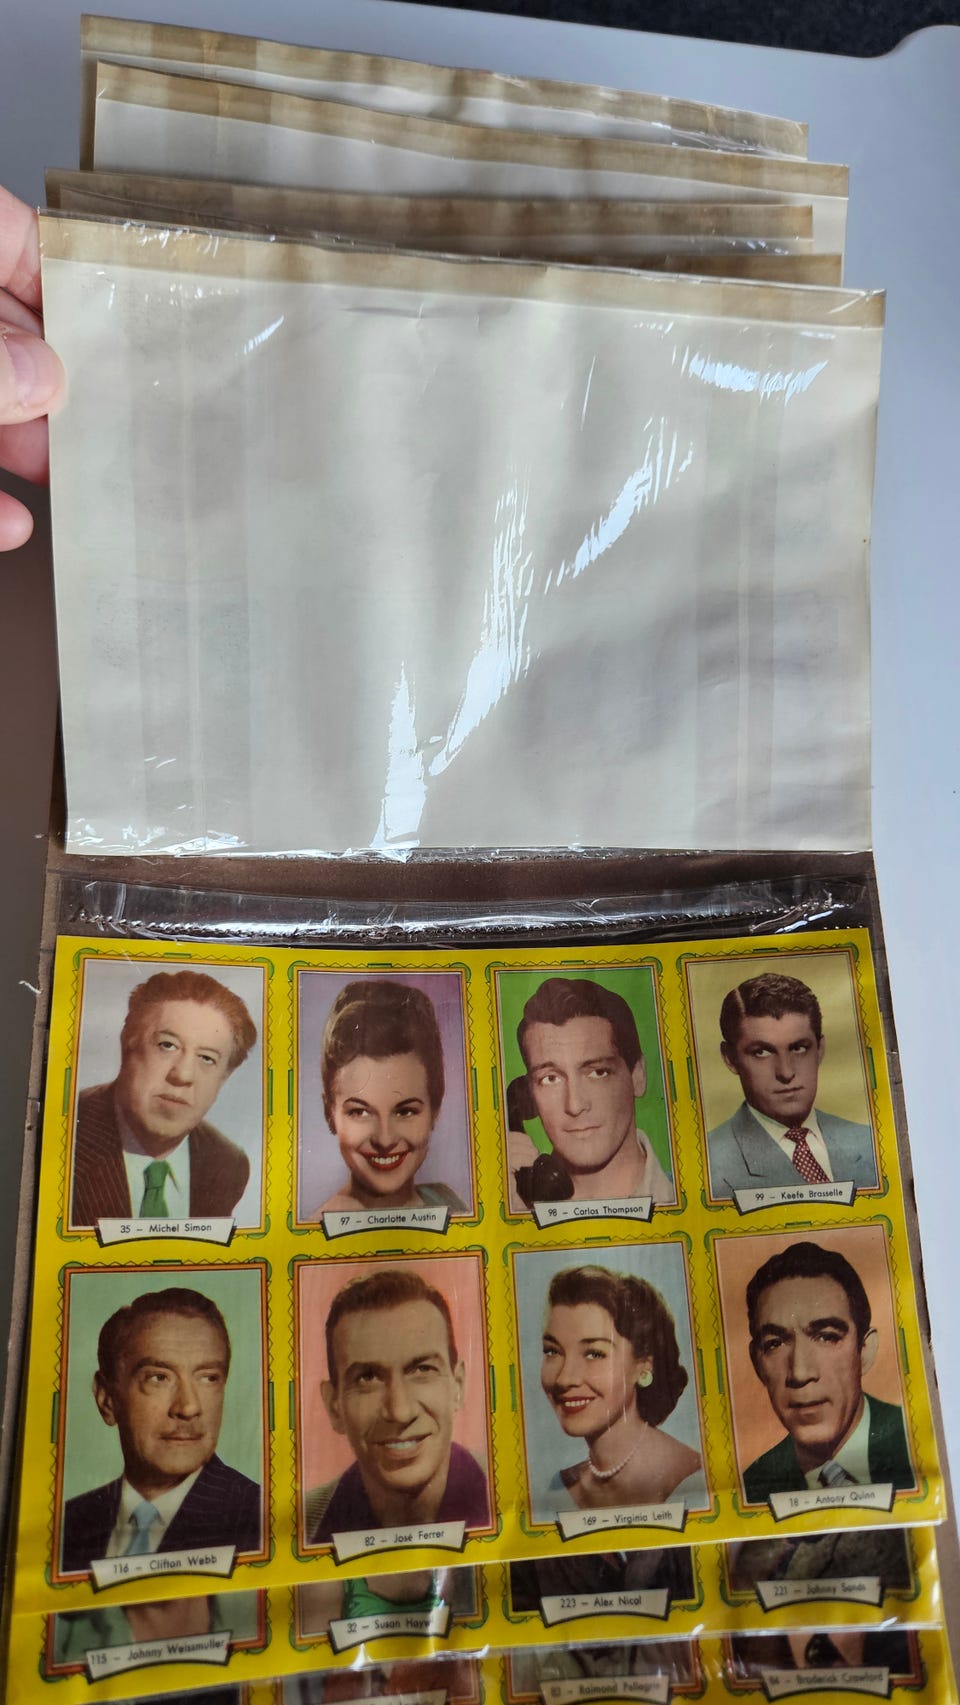 35 - Michel Simon
97 - Charlotte Austin
98 - Carlos Thompson
99 - Keefe Brasselle
116 - Clifton Webb
82 - José Ferrer
169 - Virginia Leith
18 - Antony Quinn
115 - Johnny Weissmuller
32 - Susan Hayw
223 - Alex Nicol
221 - Johnny Sands
Raimond Pellegrin
84 - Broderick Crawford